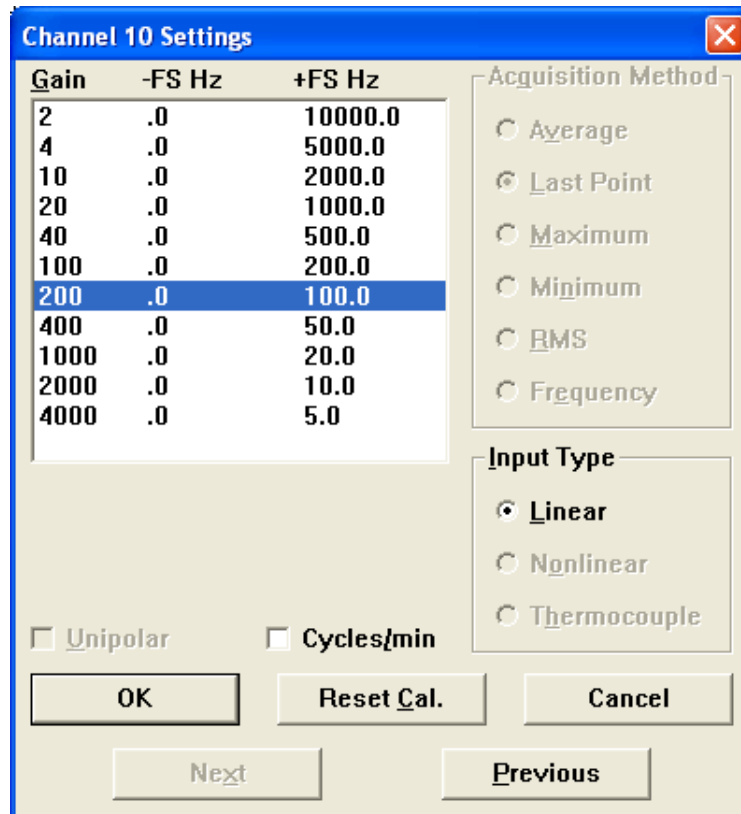 Channel 10 Settings
Gain -FS Hz +FS Hz
2 .0 10000.0
4 .0 5000.0
10 .0 2000.0
20 .0 1000.0
40 .0 500.0
100 .0 200.0
200 .0 100.0
400 .0 50.0
1000 .0 20.0
2000 .0 10.0
4000 .0 5.0
Acquisition Method
Average
Last Point
Maximum
Minimum
RMS
Frequency
Input Type
Linear
Nonlinear
Thermocouple
Unipolar Cycles/min
OK Reset Cal. Cancel
Next Previous